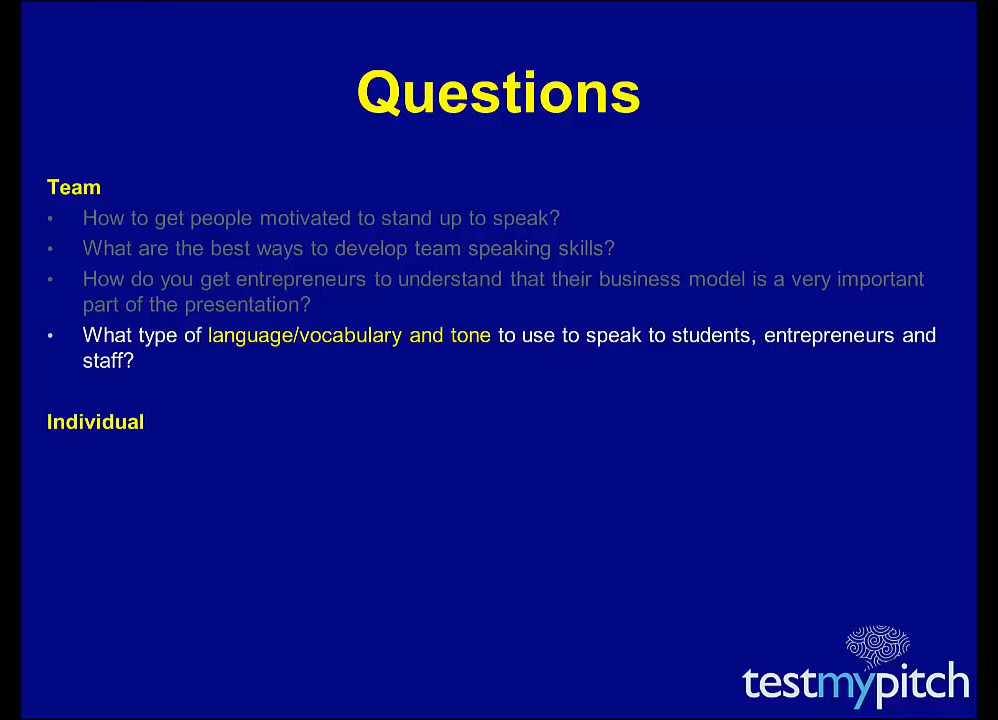 Questions
Team
• How to get people motivated to stand up to speak?
• What are the best ways to develop team speaking skills?
• How do you get entrepreneurs to understand that their business model is a very important
part of the presentation?
• What type of language/vocabulary and tone to use to speak to students, entrepreneurs and
staff?
Individual
testmypitch